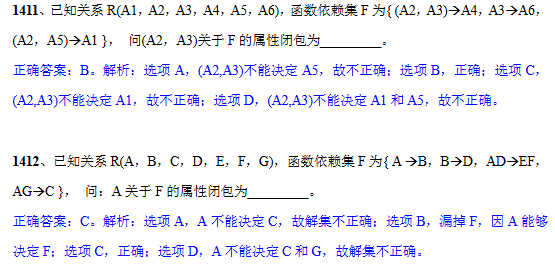 1411、已知关系 R(A1，A2，A3，A4，A5，A6)，函数依赖集 F 为{ (A2，A3)→A4，A3→A6，
(A2，A5)→A1 }， 问(A2，A3)关于 F 的属性闭包为_________。
正确答案：B。解析：选项 A，(A2,A3)不能决定 A5，故不正确；选项 B，正确；选项 C，
(A2,A3)不能决定 A1，故不正确；选项 D，(A2,A3)不能决定 A1 和 A5，故不正确。
1412、已知关系 R(A，B，C，D，E，F，G)，函数依赖集 F 为{ A →B，B→D，AD→EF，
AG→C }， 问：A 关于 F 的属性闭包为_________。
正确答案：C。解析：选项 A，A 不能决定 C，故解集不正确；选项 B，漏掉 F，因 A 能够
决定 F；选项 C，正确；选项 D，A 不能决定 C 和 G，故解集不正确。